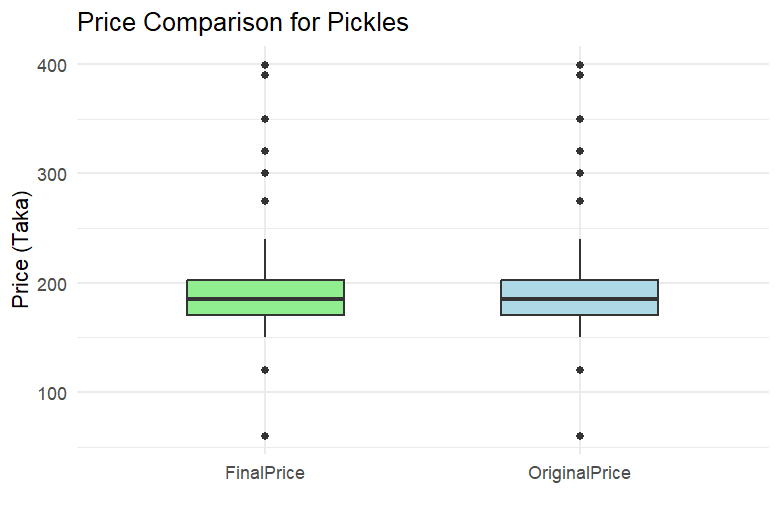 Price Comparison for Pickles
400
300
200
100
Price (Taka)
FinalPrice
OriginalPrice